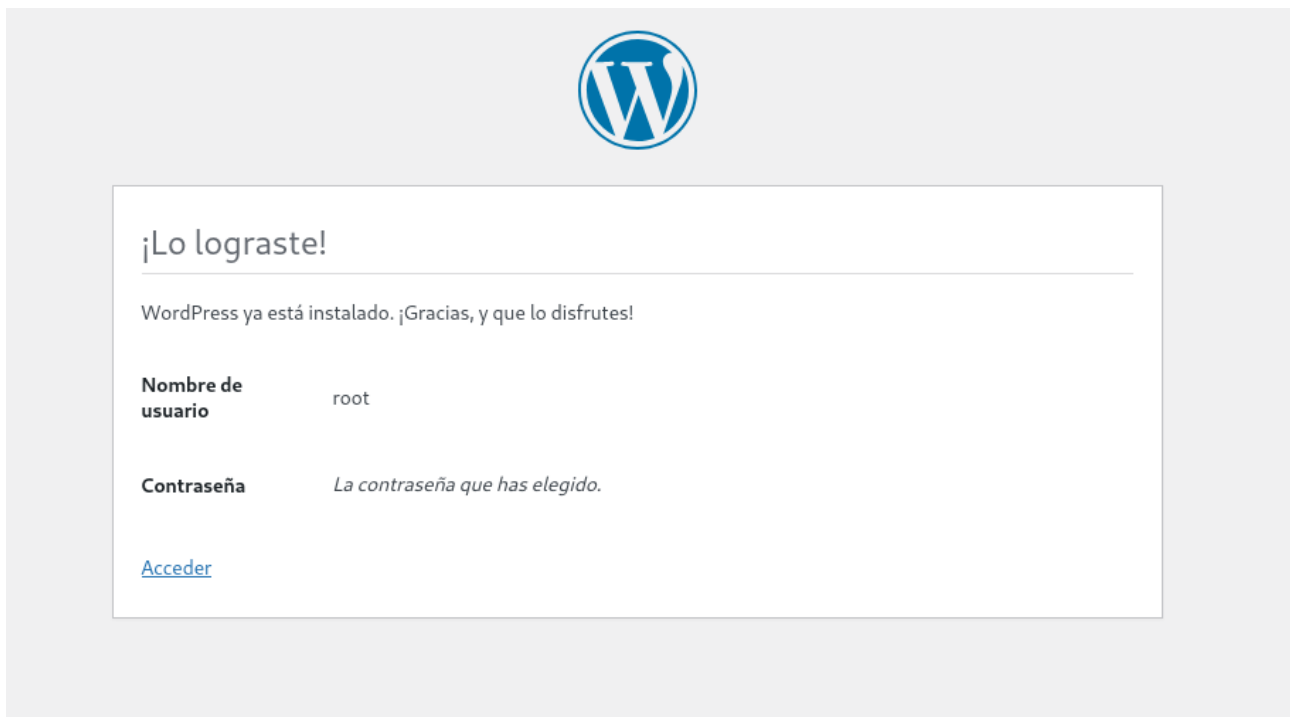 ¡Lo lograste!
WordPress ya está instalado. ¡Gracias, y que lo disfrutes!
Nombre de
usuario
root
Contraseña
La contraseña que has elegido.
Acceder